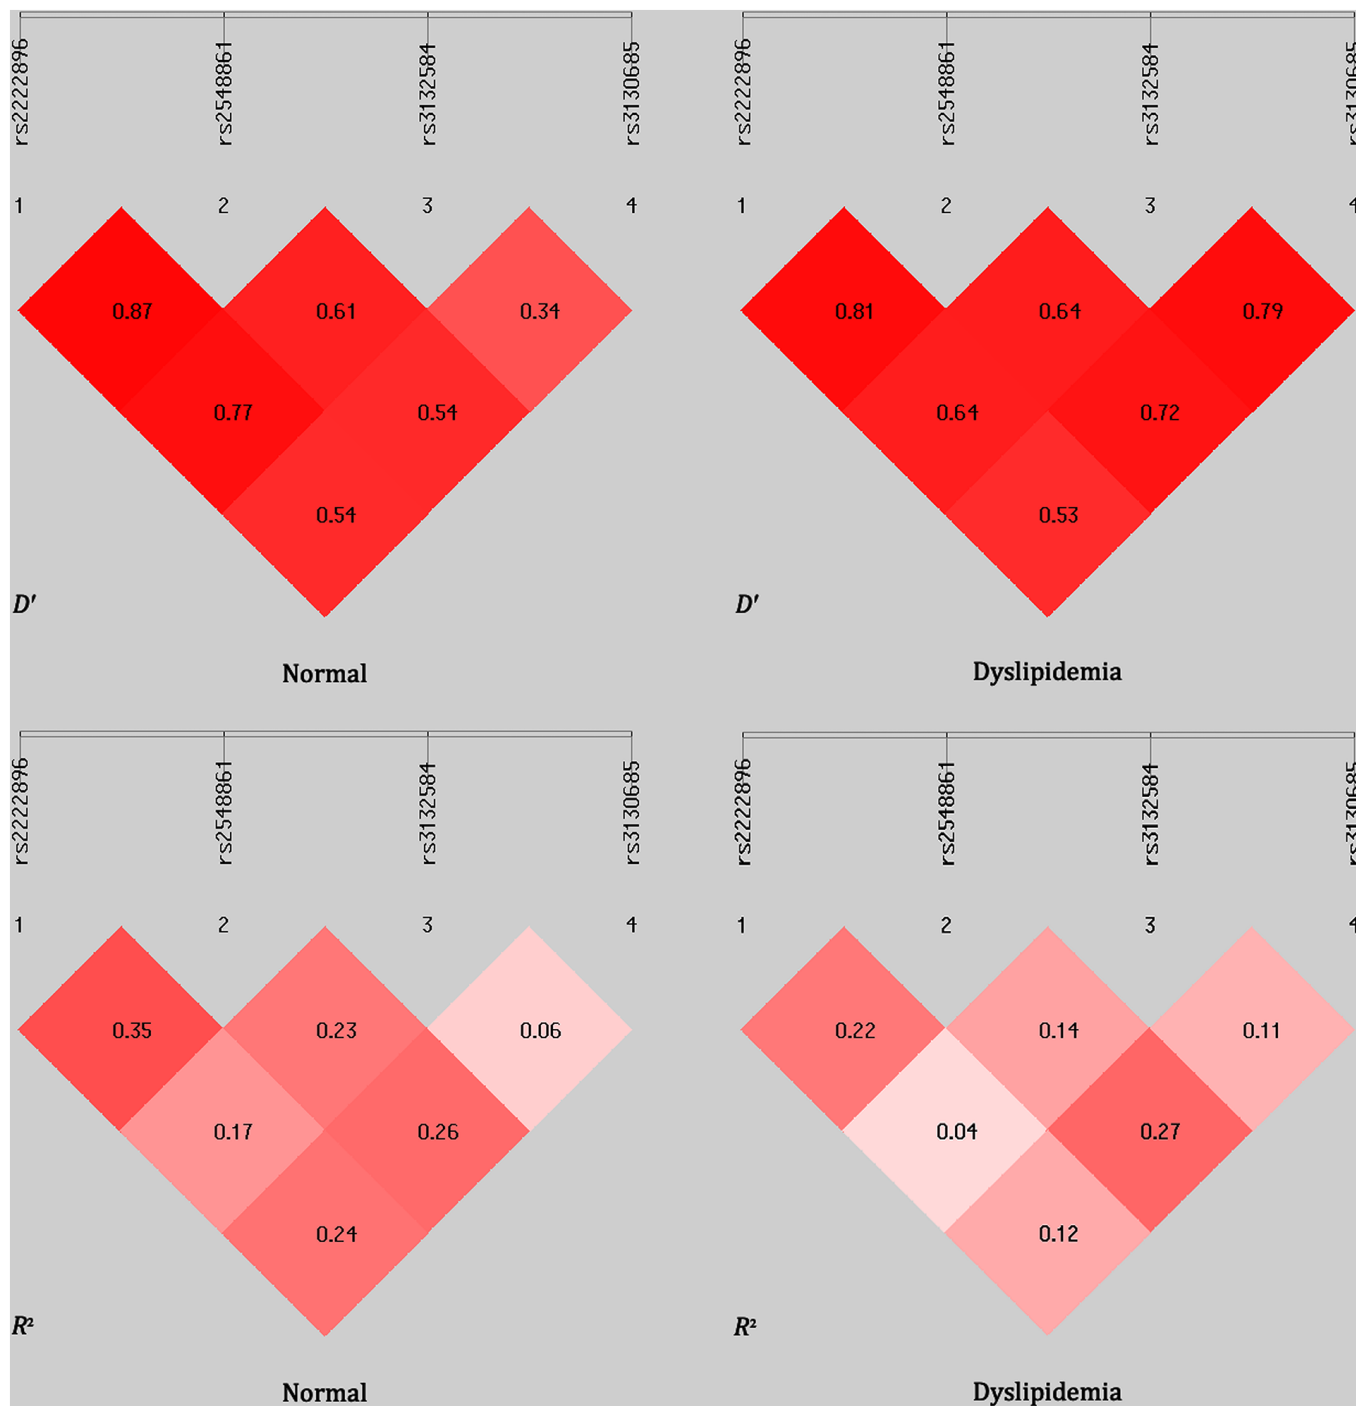 rs2222896 rs2548861 rs3132584 rs3130685
1 2 3 4
0.87 0.61 0.34
0.77 0.54
0.54
D′
Normal
rs2222896 rs2548861 rs3132584 rs3130685
1 2 3 4
0.81 0.64 0.79
0.64 0.72
0.53
D′
Dyslipidemia
rs2222896 rs2548861 rs3132584 rs3130685
1 2 3 4
0.35 0.23 0.06
0.17 0.26
0.24
R²
Normal
rs2222896 rs2548861 rs3132584 rs3130685
1 2 3 4
0.22 0.14 0.11
0.04 0.27
0.12
R²
Dyslipidemia